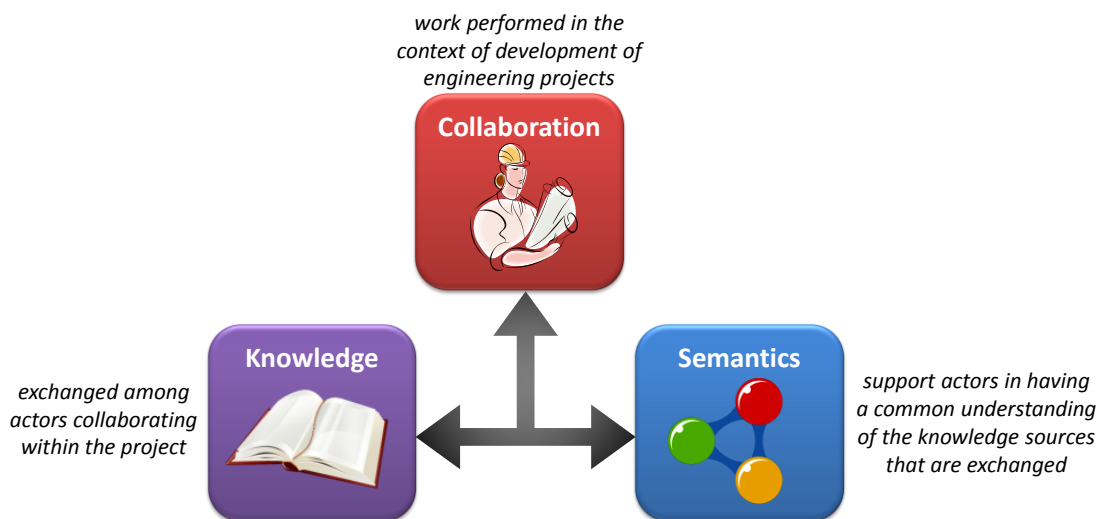 work performed in the
context of development of
engineering projects
Collaboration
Knowledge
exchanged among
actors collaborating
within the project
Semantics
support actors in having
a common understanding
of the knowledge sources
that are exchanged